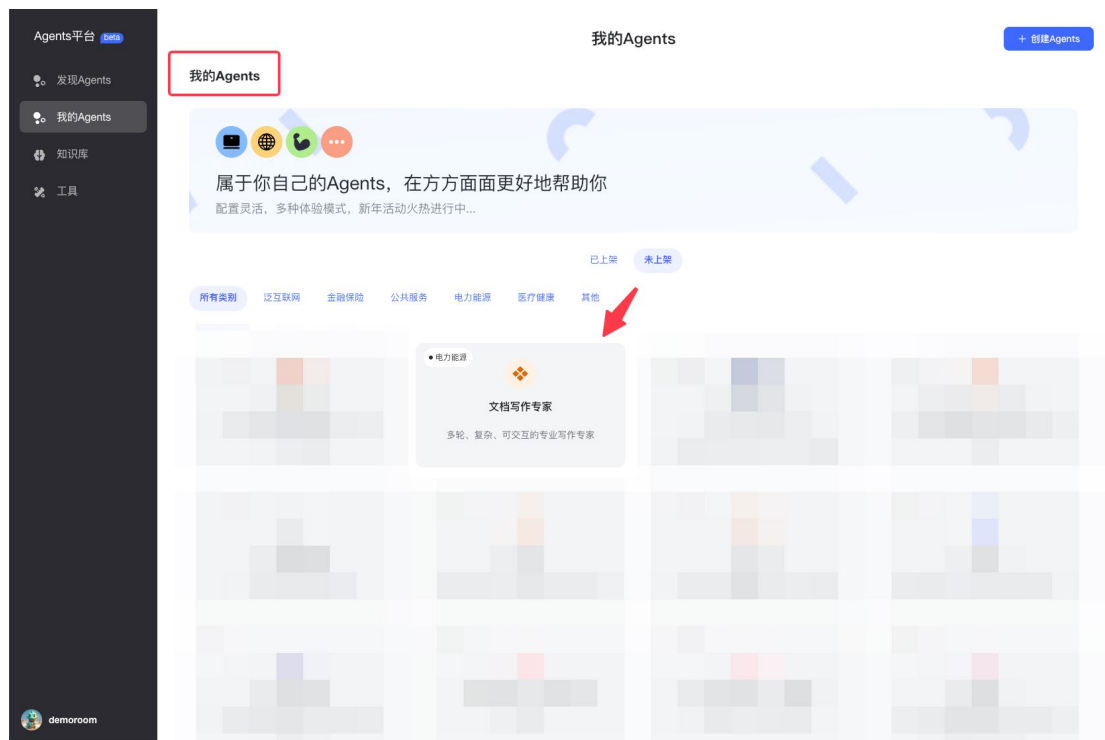 Agents平台 beta
发现Agents
我的Agents
知识库
工具
demoroom
我的Agents
+ 创建Agents
我的Agents
属于你自己的Agents，在方方面面更好地帮助你
配置灵活，多种体验模式，新年活动火热进行中...
已上架 未上架
所有类别 泛互联网 金融保险 公共服务 电力能源 医疗健康 其他
电力能源
文档写作专家
多轮、复杂、可交互的专业写作专家